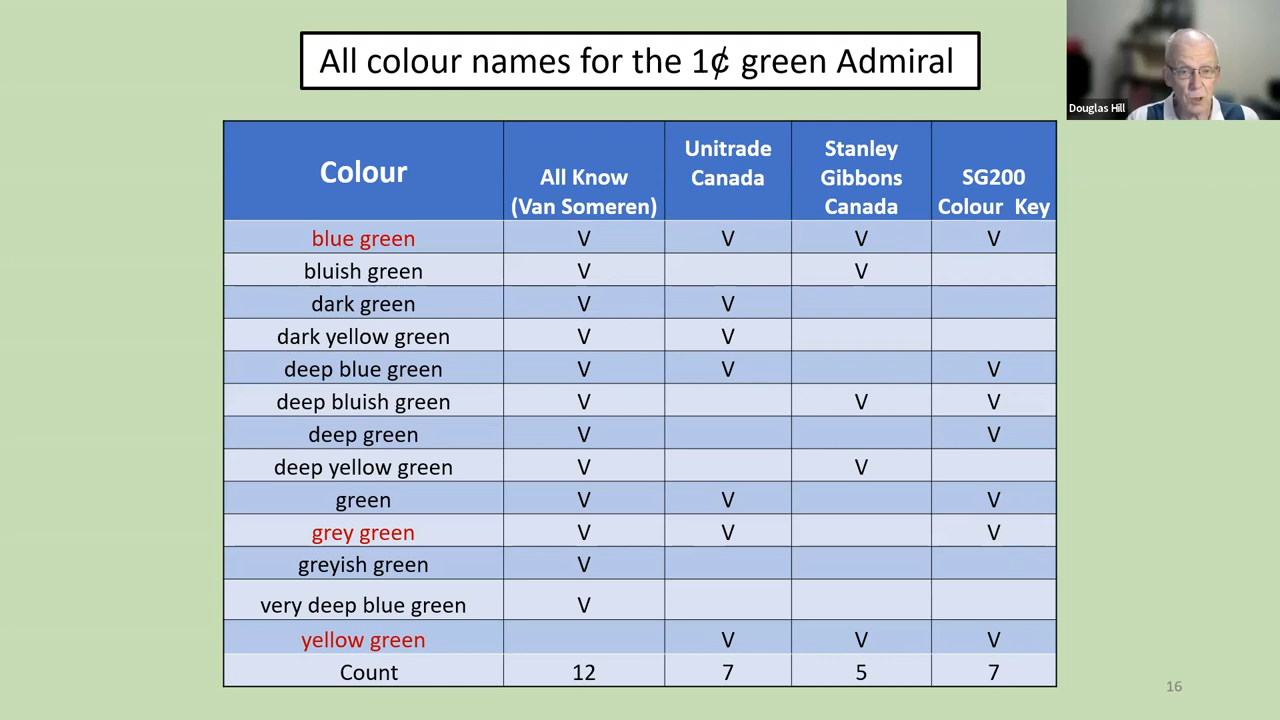 All colour names for the 1¢ green Admiral
Douglas Hill
Colour All Know (Van Someren) Unitrade Canada Stanley Gibbons Canada SG200 Colour Key
blue green V V V V
bluish green V V
dark green V V
dark yellow green V V
deep blue green V V V
deep bluish green V V V
deep green V V
deep yellow green V V
green V V V
grey green V V V
greyish green V
very deep blue green V
yellow green V V V
Count 12 7 5 7
16